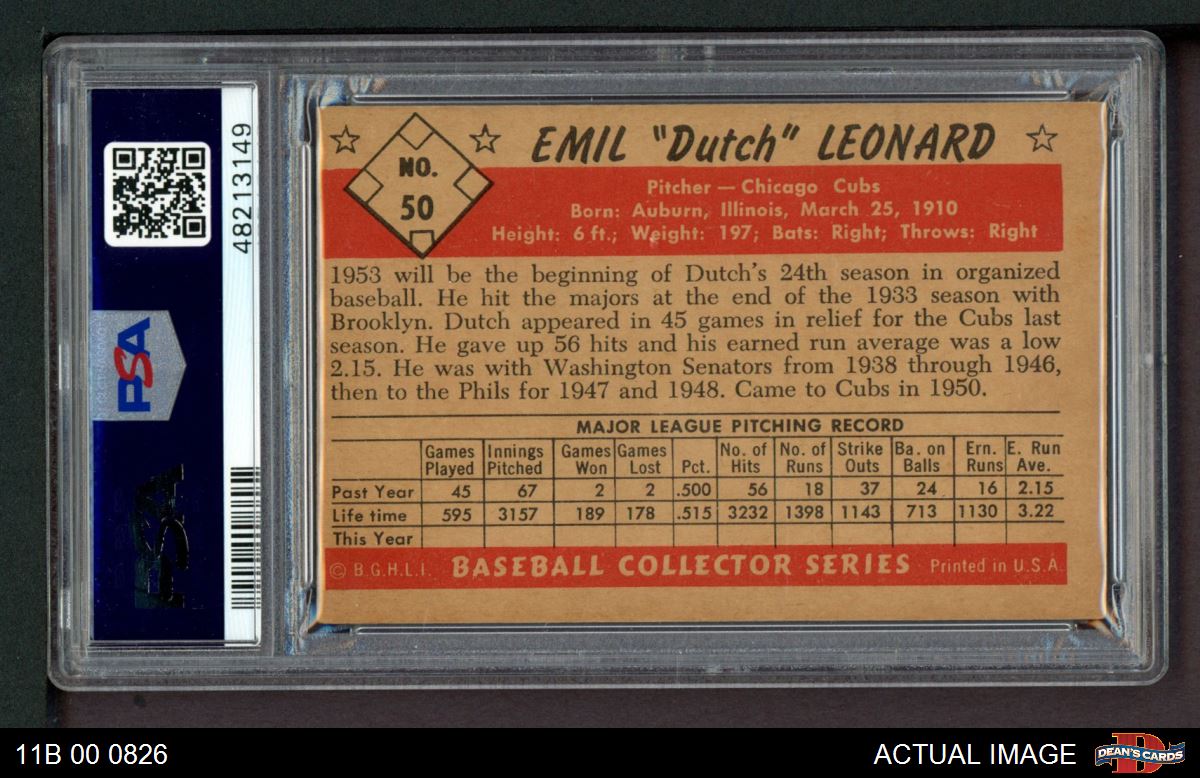 48213149
PSA
PSA
NO.
50
EMIL "Dutch" LEONARD
Pitcher — Chicago Cubs
Born: Auburn, Illinois, March 25, 1910
Height: 6 ft.; Weight: 197; Bats: Right; Throws: Right
1953 will be the beginning of Dutch's 24th season in organized
baseball. He hit the majors at the end of the 1933 season with
Brooklyn. Dutch appeared in 45 games in relief for the Cubs last
season. He gave up 56 hits and his earned run average was a low
2.15. He was with Washington Senators from 1938 through 1946,
then to the Phils for 1947 and 1948. Came to Cubs in 1950.
MAJOR LEAGUE PITCHING RECORD
Games Played Innings Pitched Games Won Games Lost Pct. No. of Hits No. of Runs Strike Outs Ba. on Balls Ern. Runs E. Run Ave.
Past Year 45 67 2 2 .500 56 18 37 24 16 2.15
Life time 595 3157 189 178 .515 3232 1398 1143 713 1130 3.22
This Year
© B.G.H.L.I. BASEBALL COLLECTOR SERIES Printed in U.S.A.
11B 00 0826
ACTUAL IMAGE
D
DEAN'S CARDS